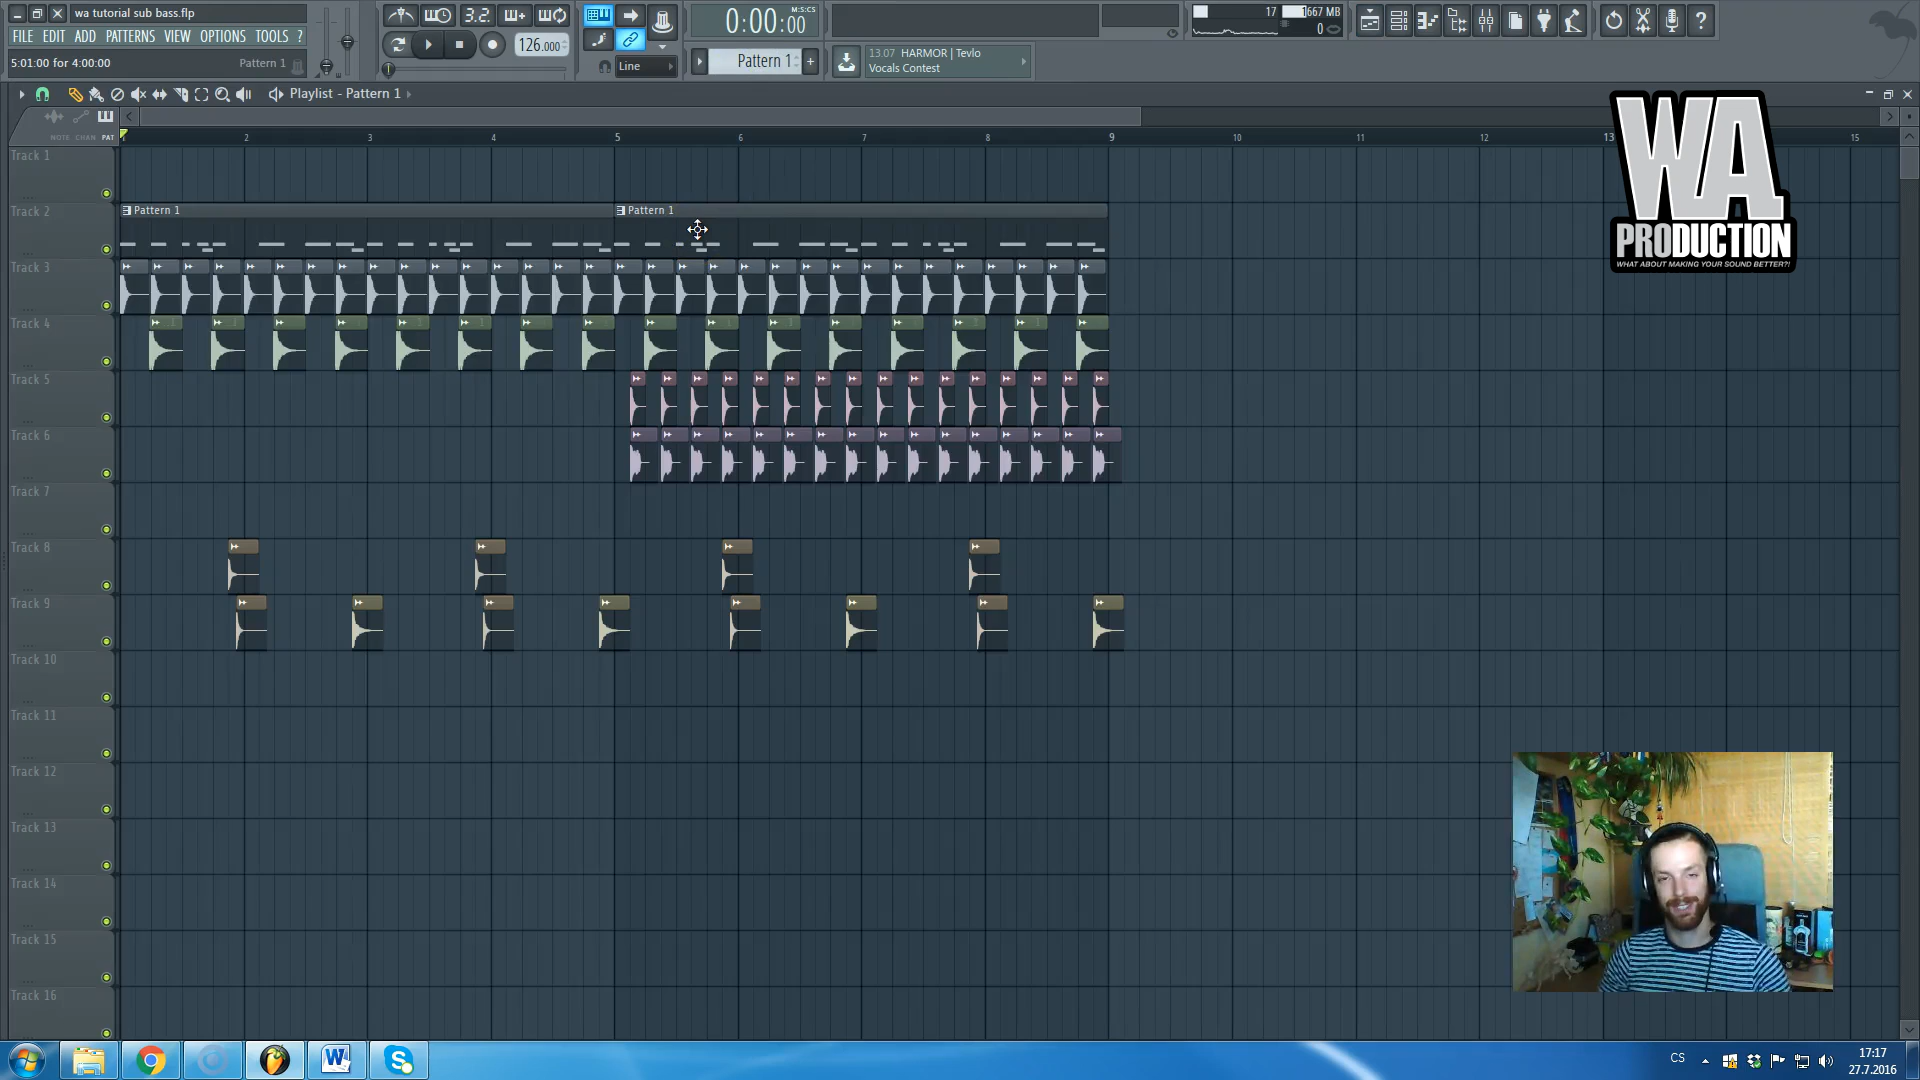 wa tutorial sub bass.flp
FILE EDIT ADD PATTERNS VIEW OPTIONS TOOLS ?
5:01:00 for 4:00:00 Pattern 1
3.2.
126.000
Line
M:S:CS
0:00:00
Pattern 1
13:07 HARMOR | Tevlo
Vocals Contest
17
667 MB
0
Playlist - Pattern 1
NOTE CHAN PAT
2 3 4 5 6 7 8 9 10 11 12 13 15
Track 1
Track 2
Pattern 1 Pattern 1
Track 3
Track 4
Track 5
Track 6
Track 7
Track 8
Track 9
Track 10
Track 11
Track 12
Track 13
Track 14
Track 15
Track 16
WA
PRODUCTION
WHAT ABOUT MAKING YOUR SOUND BETTER?!
CS
17:17
27.7.2016